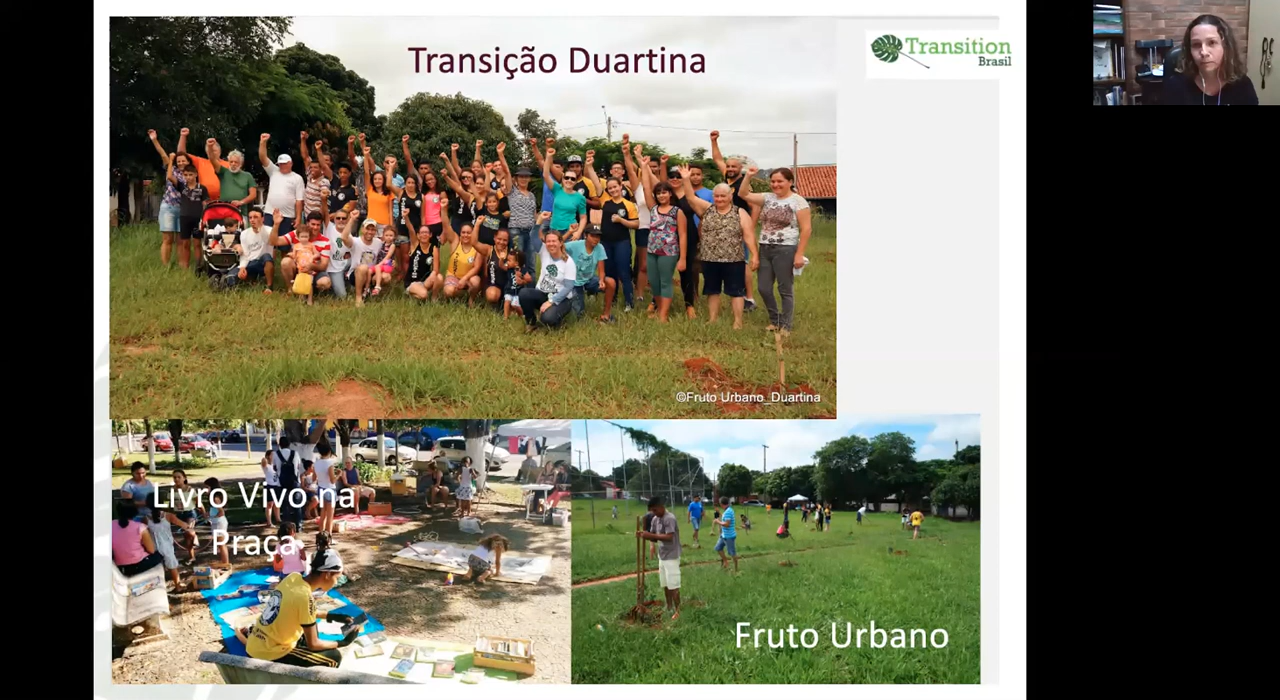 Transição Duartina
Transition
Brasil
©Fruto Urbano_Duartina
Livro Vivo na
Praça
Fruto Urbano